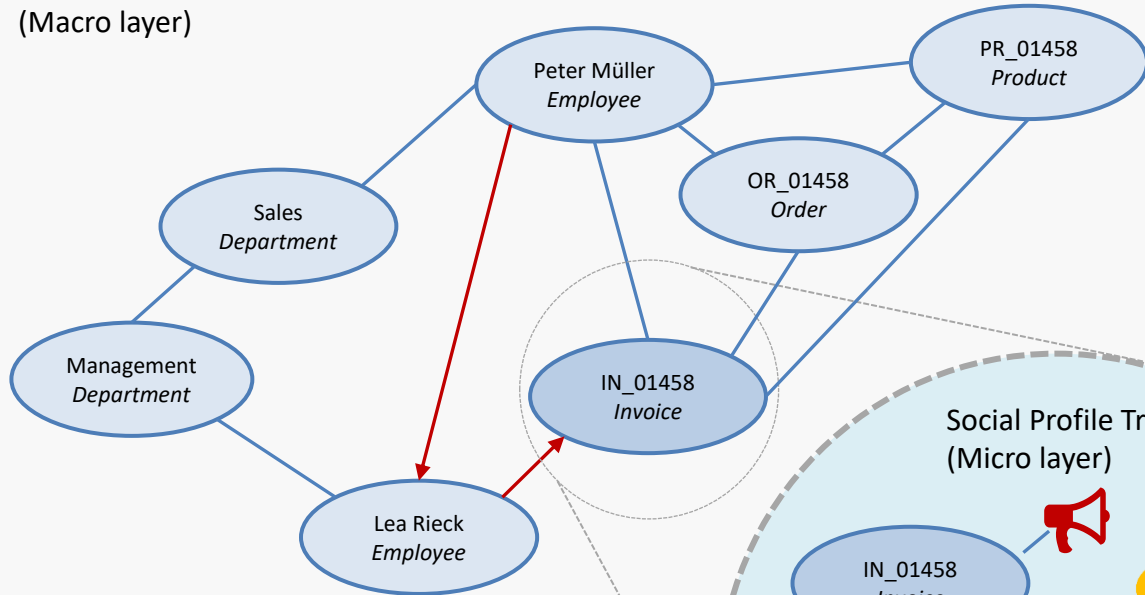 (Macro layer)
Peter Müller
Employee
PR_01458
Product
OR_01458
Order
Sales
Department
Management
Department
IN_01458
Invoice
Lea Rieck
Employee
Social Profile
(Micro layer)
IN_01458
Invoice